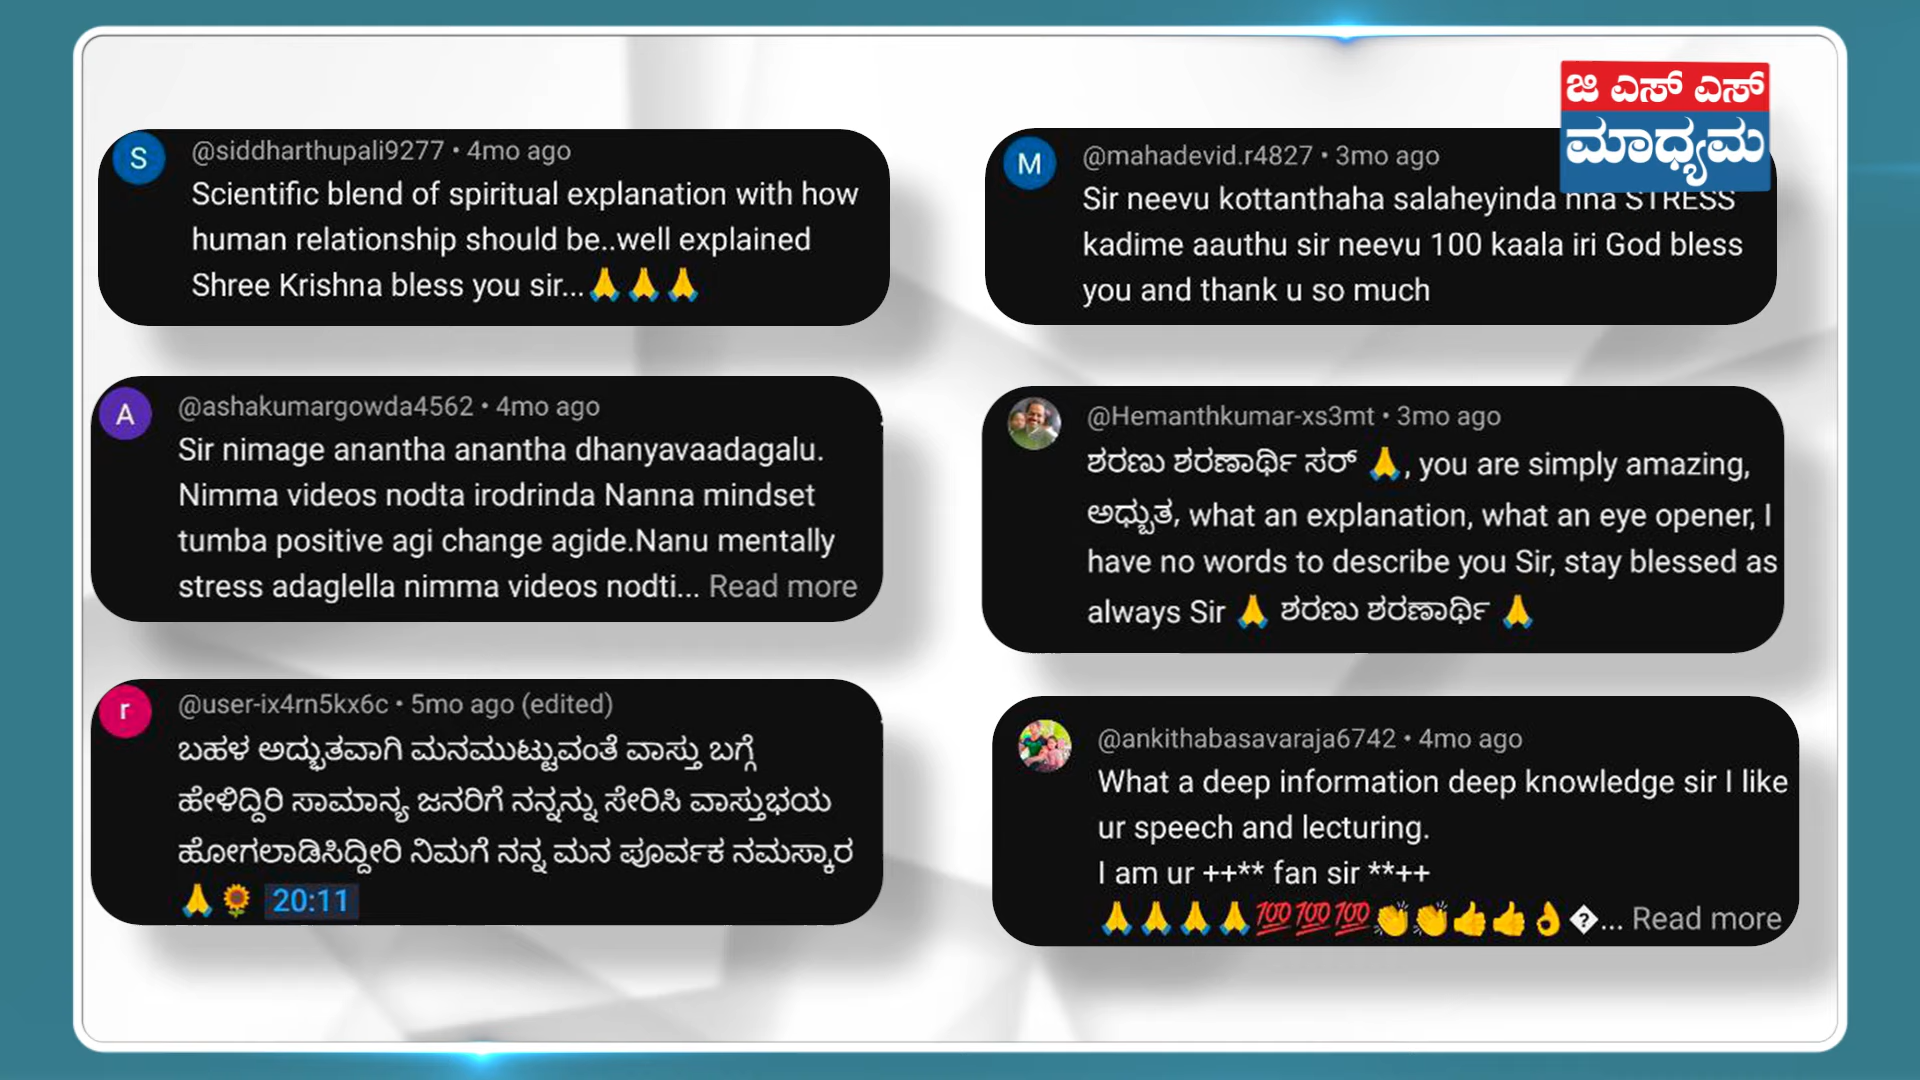 ಜಿ ಎಸ್ ಎಸ್
ಮಾಧ್ಯಮ
S
@siddharthupali9277 • 4mo ago
Scientific blend of spiritual explanation with how
human relationship should be..well explained
Shree Krishna bless you sir...🙏🙏🙏
A
@ashakumargowda4562 • 4mo ago
Sir nimage anantha anantha dhanyavaadagalu.
Nimma videos nodta irodrinda Nanna mindset
tumba positive agi change agide.Nanu mentally
stress adaglella nimma videos nodti... Read more
r
@user-ix4rn5kx6c • 5mo ago (edited)
ಬಹಳ ಅದ್ಭುತವಾಗಿ ಮನಮುಟ್ಟುವಂತೆ ವಾಸ್ತು ಬಗ್ಗೆ
ಹೇಳಿದ್ದಿರಿ ಸಾಮಾನ್ಯ ಜನರಿಗೆ ನನ್ನನ್ನು ಸೇರಿಸಿ ವಾಸ್ತುಭಯ
ಹೋಗಲಾಡಿಸಿದ್ದೀರಿ ನಿಮಗೆ ನನ್ನ ಮನ ಪೂರ್ವಕ ನಮಸ್ಕಾರ
🙏🌻 20:11
M
@mahadevid.r4827 • 3mo ago
Sir neevu kottanthaha salaheyinda nna STRESS
kadime aauthu sir neevu 100 kaala iri God bless
you and thank u so much
@Hemanthkumar-xs3mt • 3mo ago
ಶರಣು ಶರಣಾರ್ಥಿ ಸರ್ 🙏, you are simply amazing,
ಅಧ್ಬುತ, what an explanation, what an eye opener, I
have no words to describe you Sir, stay blessed as
always Sir 🙏 ಶರಣು ಶರಣಾರ್ಥಿ 🙏
@ankithabasavaraja6742 • 4mo ago
What a deep information deep knowledge sir I like
ur speech and lecturing.
I am ur ++** fan sir **++
🙏🙏🙏🙏💯💯💯👏👏👍👍👌�... Read more